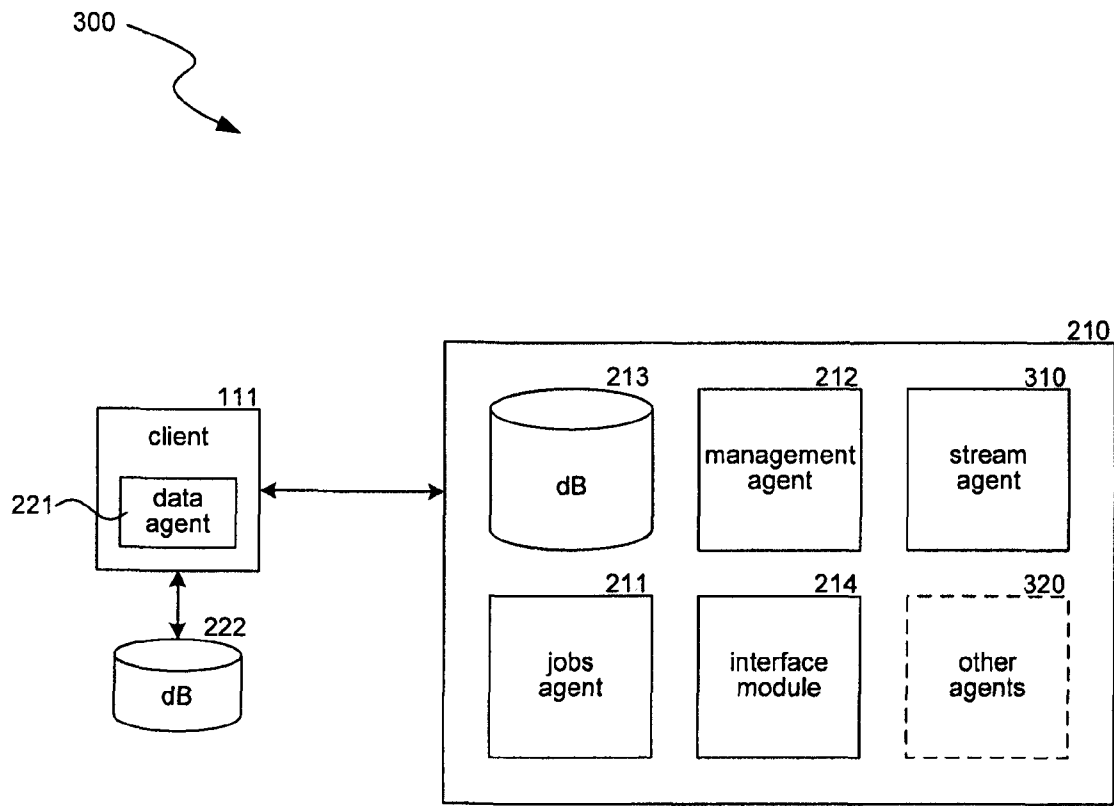 300
210
213
212
310
dB
management
agent
stream
agent
111
client
221
data
agent
222
dB
211
214
320
jobs
agent
interface
module
other
agents